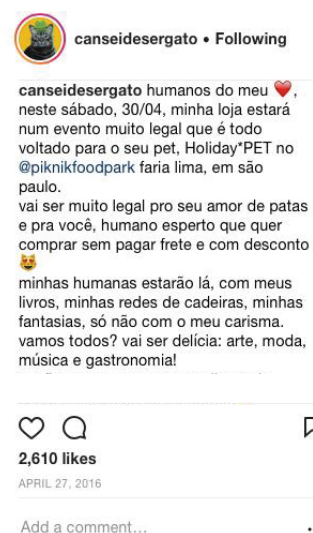 canseidesergato • Following
canseidesergato humanos do meu ❤️,
neste sábado, 30/04, minha loja estará
num evento muito legal que é todo
voltado para o seu pet, Holiday*PET no
@piknikfoodpark faria lima, em são
paulo.
vai ser muito legal pro seu amor de patas
e pra você, humano esperto que quer
comprar sem pagar frete e com desconto
😻
minhas humanas estarão lá, com meus
livros, minhas redes de cadeiras, minhas
fantasias, só não com o meu carisma.
vamos todos? vai ser delícia: arte, moda,
música e gastronomia!
2,610 likes
APRIL 27, 2016
Add a comment...